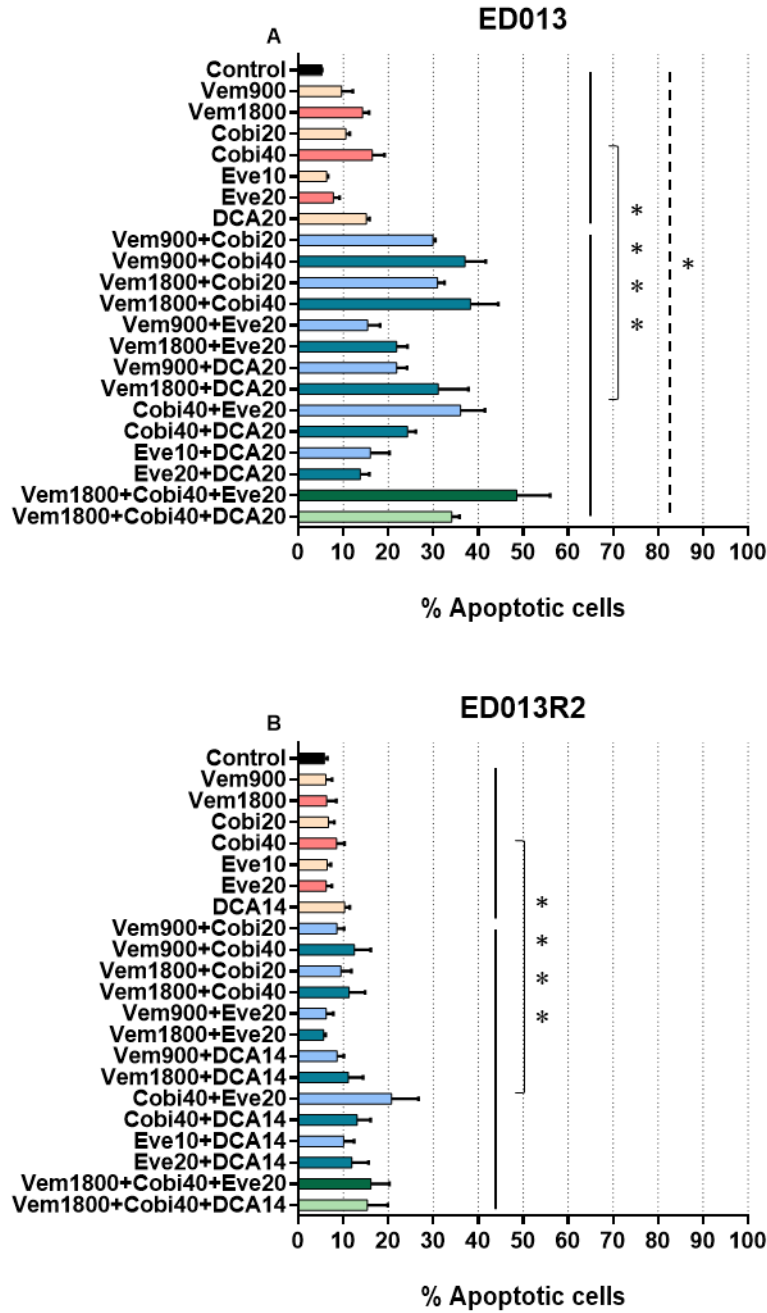 ED013
A
Control
Vem900
Vem1800
Cobi20
Cobi40
Eve10
Eve20
DCA20
Vem900+Cobi20
Vem900+Cobi40
Vem1800+Cobi20
Vem1800+Cobi40
Vem900+Eve20
Vem1800+Eve20
Vem900+DCA20
Vem1800+DCA20
Cobi40+Eve20
Cobi40+DCA20
Eve10+DCA20
Eve20+DCA20
Vem1800+Cobi40+Eve20
Vem1800+Cobi40+DCA20
*
*
*
*
*
0 10 20 30 40 50 60 70 80 90 100
% Apoptotic cells
ED013R2
B
Control
Vem900
Vem1800
Cobi20
Cobi40
Eve10
Eve20
DCA14
Vem900+Cobi20
Vem900+Cobi40
Vem1800+Cobi20
Vem1800+Cobi40
Vem900+Eve20
Vem1800+Eve20
Vem900+DCA14
Vem1800+DCA14
Cobi40+Eve20
Cobi40+DCA14
Eve10+DCA14
Eve20+DCA14
Vem1800+Cobi40+Eve20
Vem1800+Cobi40+DCA14
*
*
*
*
0 10 20 30 40 50 60 70 80 90 100
% Apoptotic cells